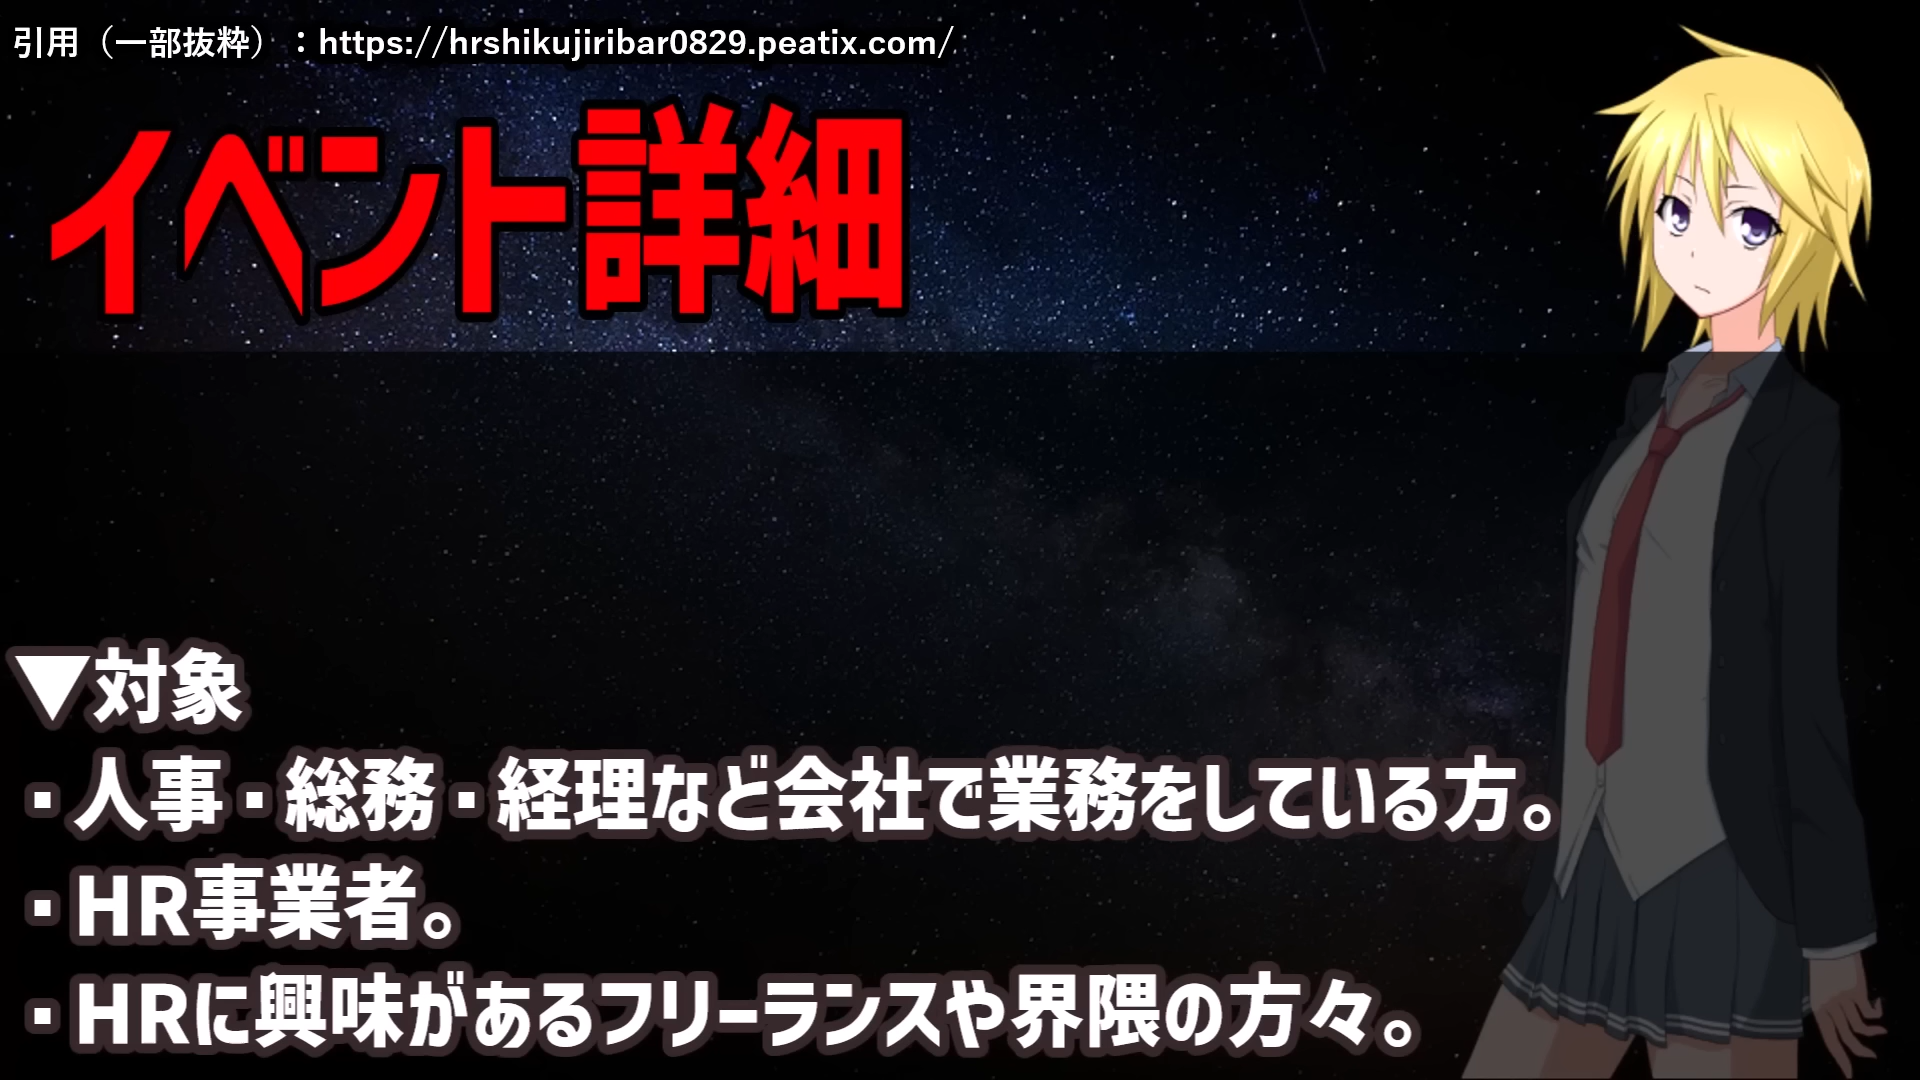 引用（一部抜粋）：https://hrshikujiribar0829.peatix.com/
イベント詳細
▼対象
・人事・総務・経理など会社で業務をしている方。
・HR事業者。
・HRに興味があるフリーランスや界隈の方々。